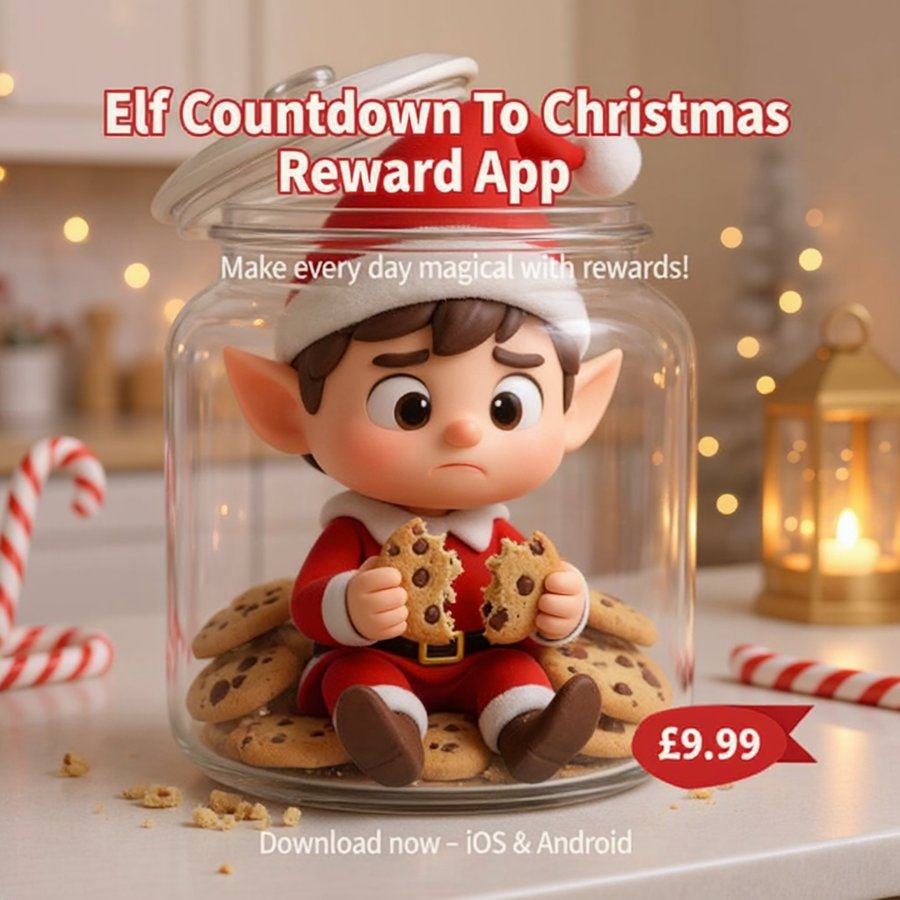 Elf Countdown To Christmas
Reward App
Make every day magical with rewards!
£9.99
Download now – iOS & Android